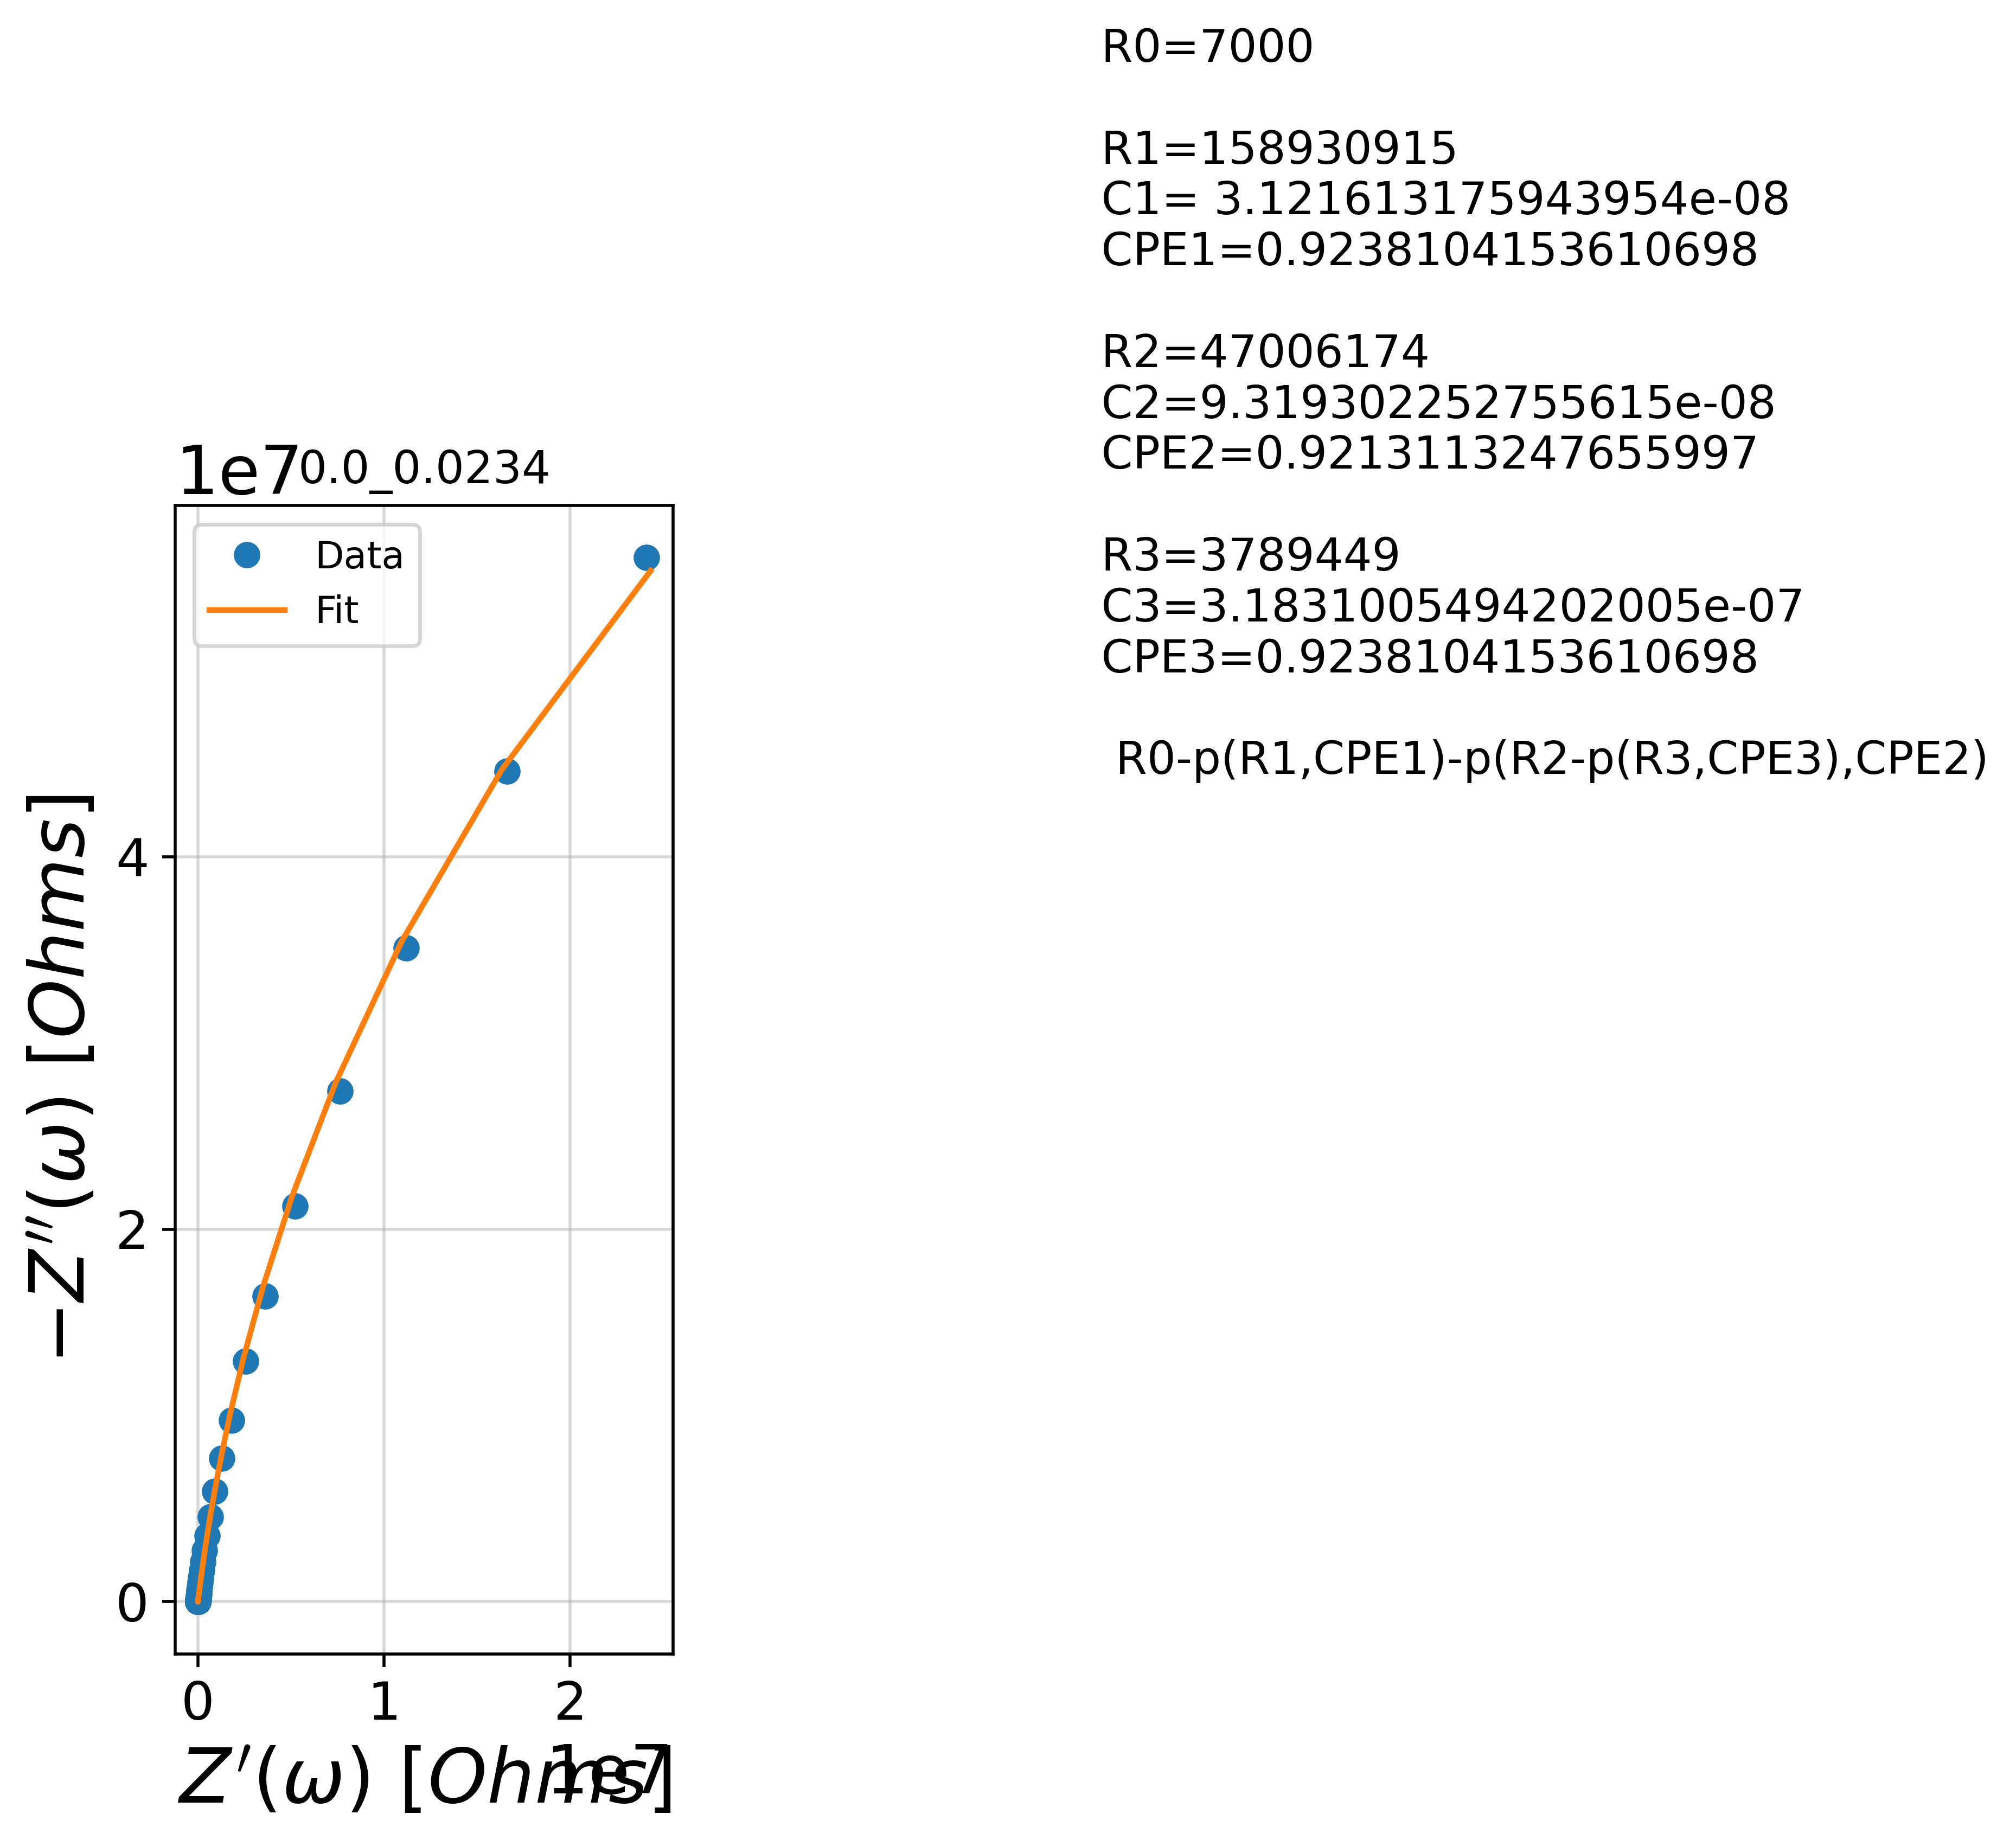 R0=7000
R1=158930915
C1= 3.121613175943954e-08
CPE1=0.9238104153610698
R2=47006174
C2=9.319302252755615e-08
CPE2=0.9213113247655997
R3=3789449
C3=3.1831005494202005e-07
CPE3=0.9238104153610698
R0-p(R1,CPE1)-p(R2-p(R3,CPE3),CPE2)
1e7
0.0_0.0234
Data
Fit
4
2
0
−Z′′(ω) [Ohms]
0 1 2
Z′(ω) [Ohms]
1e7